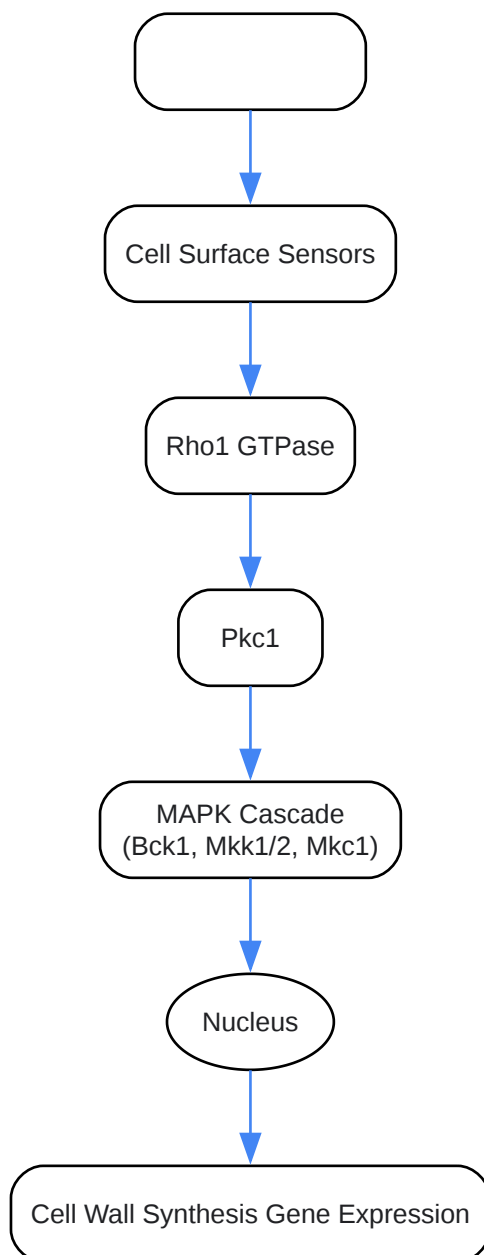 Cell Surface Sensors
Rho1 GTPase
Pkc1
MAPK Cascade
(Bck1, Mkk1/2, Mkc1)
Nucleus
Cell Wall Synthesis Gene Expression